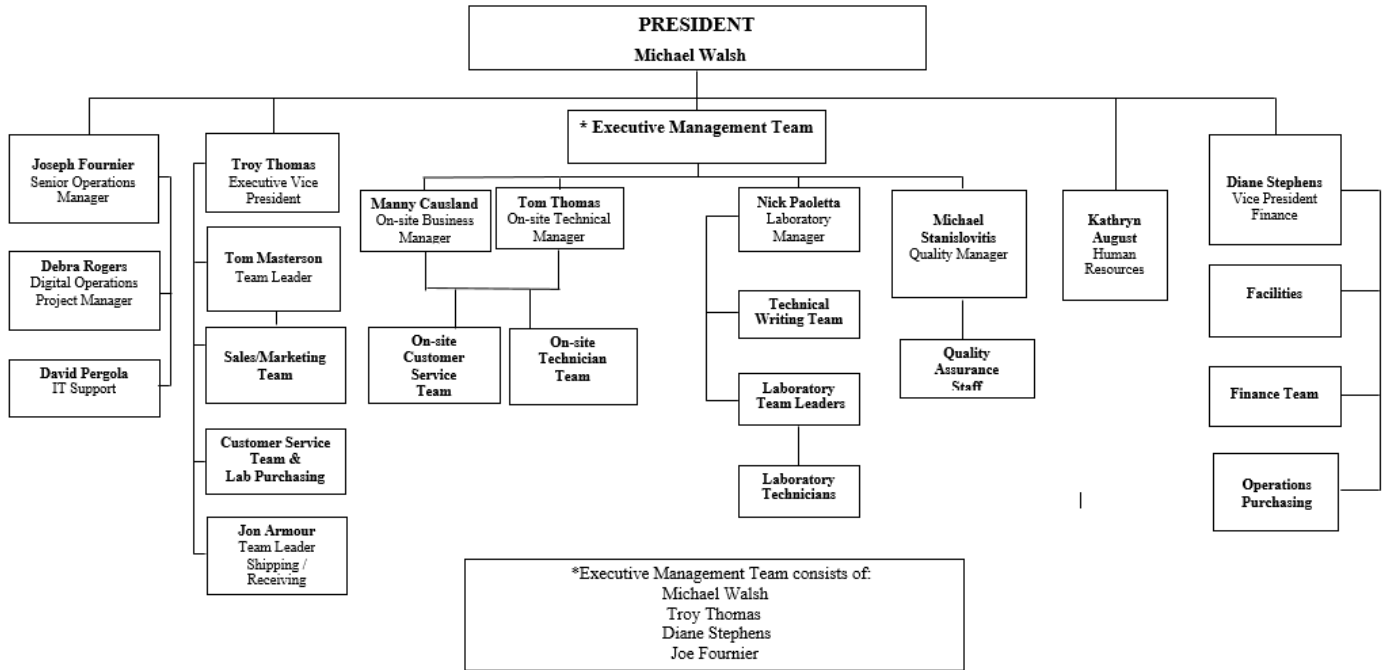 PRESIDENT
Michael Walsh
* Executive Management Team
Joseph Fournier
Senior Operations
Manager
Troy Thomas
Executive Vice
President
Manny Causland
On-site Business
Manager
Tom Thomas
On-site Technical
Manager
Nick Paoletta
Laboratory
Manager
Michael
Stanislovitis
Quality Manager
Kathryn
August
Human
Resources
Diane Stephens
Vice President
Finance
Debra Rogers
Digital Operations
Project Manager
Tom Masterson
Team Leader
Technical
Writing Team
Facilities
David Pergola
IT Support
Sales/Marketing
Team
On-site
Customer
Service
Team
On-site
Technician
Team
Quality
Assurance
Staff
Laboratory
Team Leaders
Finance Team
Customer Service
Team &
Lab Purchasing
Laboratory
Technicians
Operations
Purchasing
Jon Armour
Team Leader
Shipping /
Receiving
*Executive Management Team consists of:
Michael Walsh
Troy Thomas
Diane Stephens
Joe Fournier